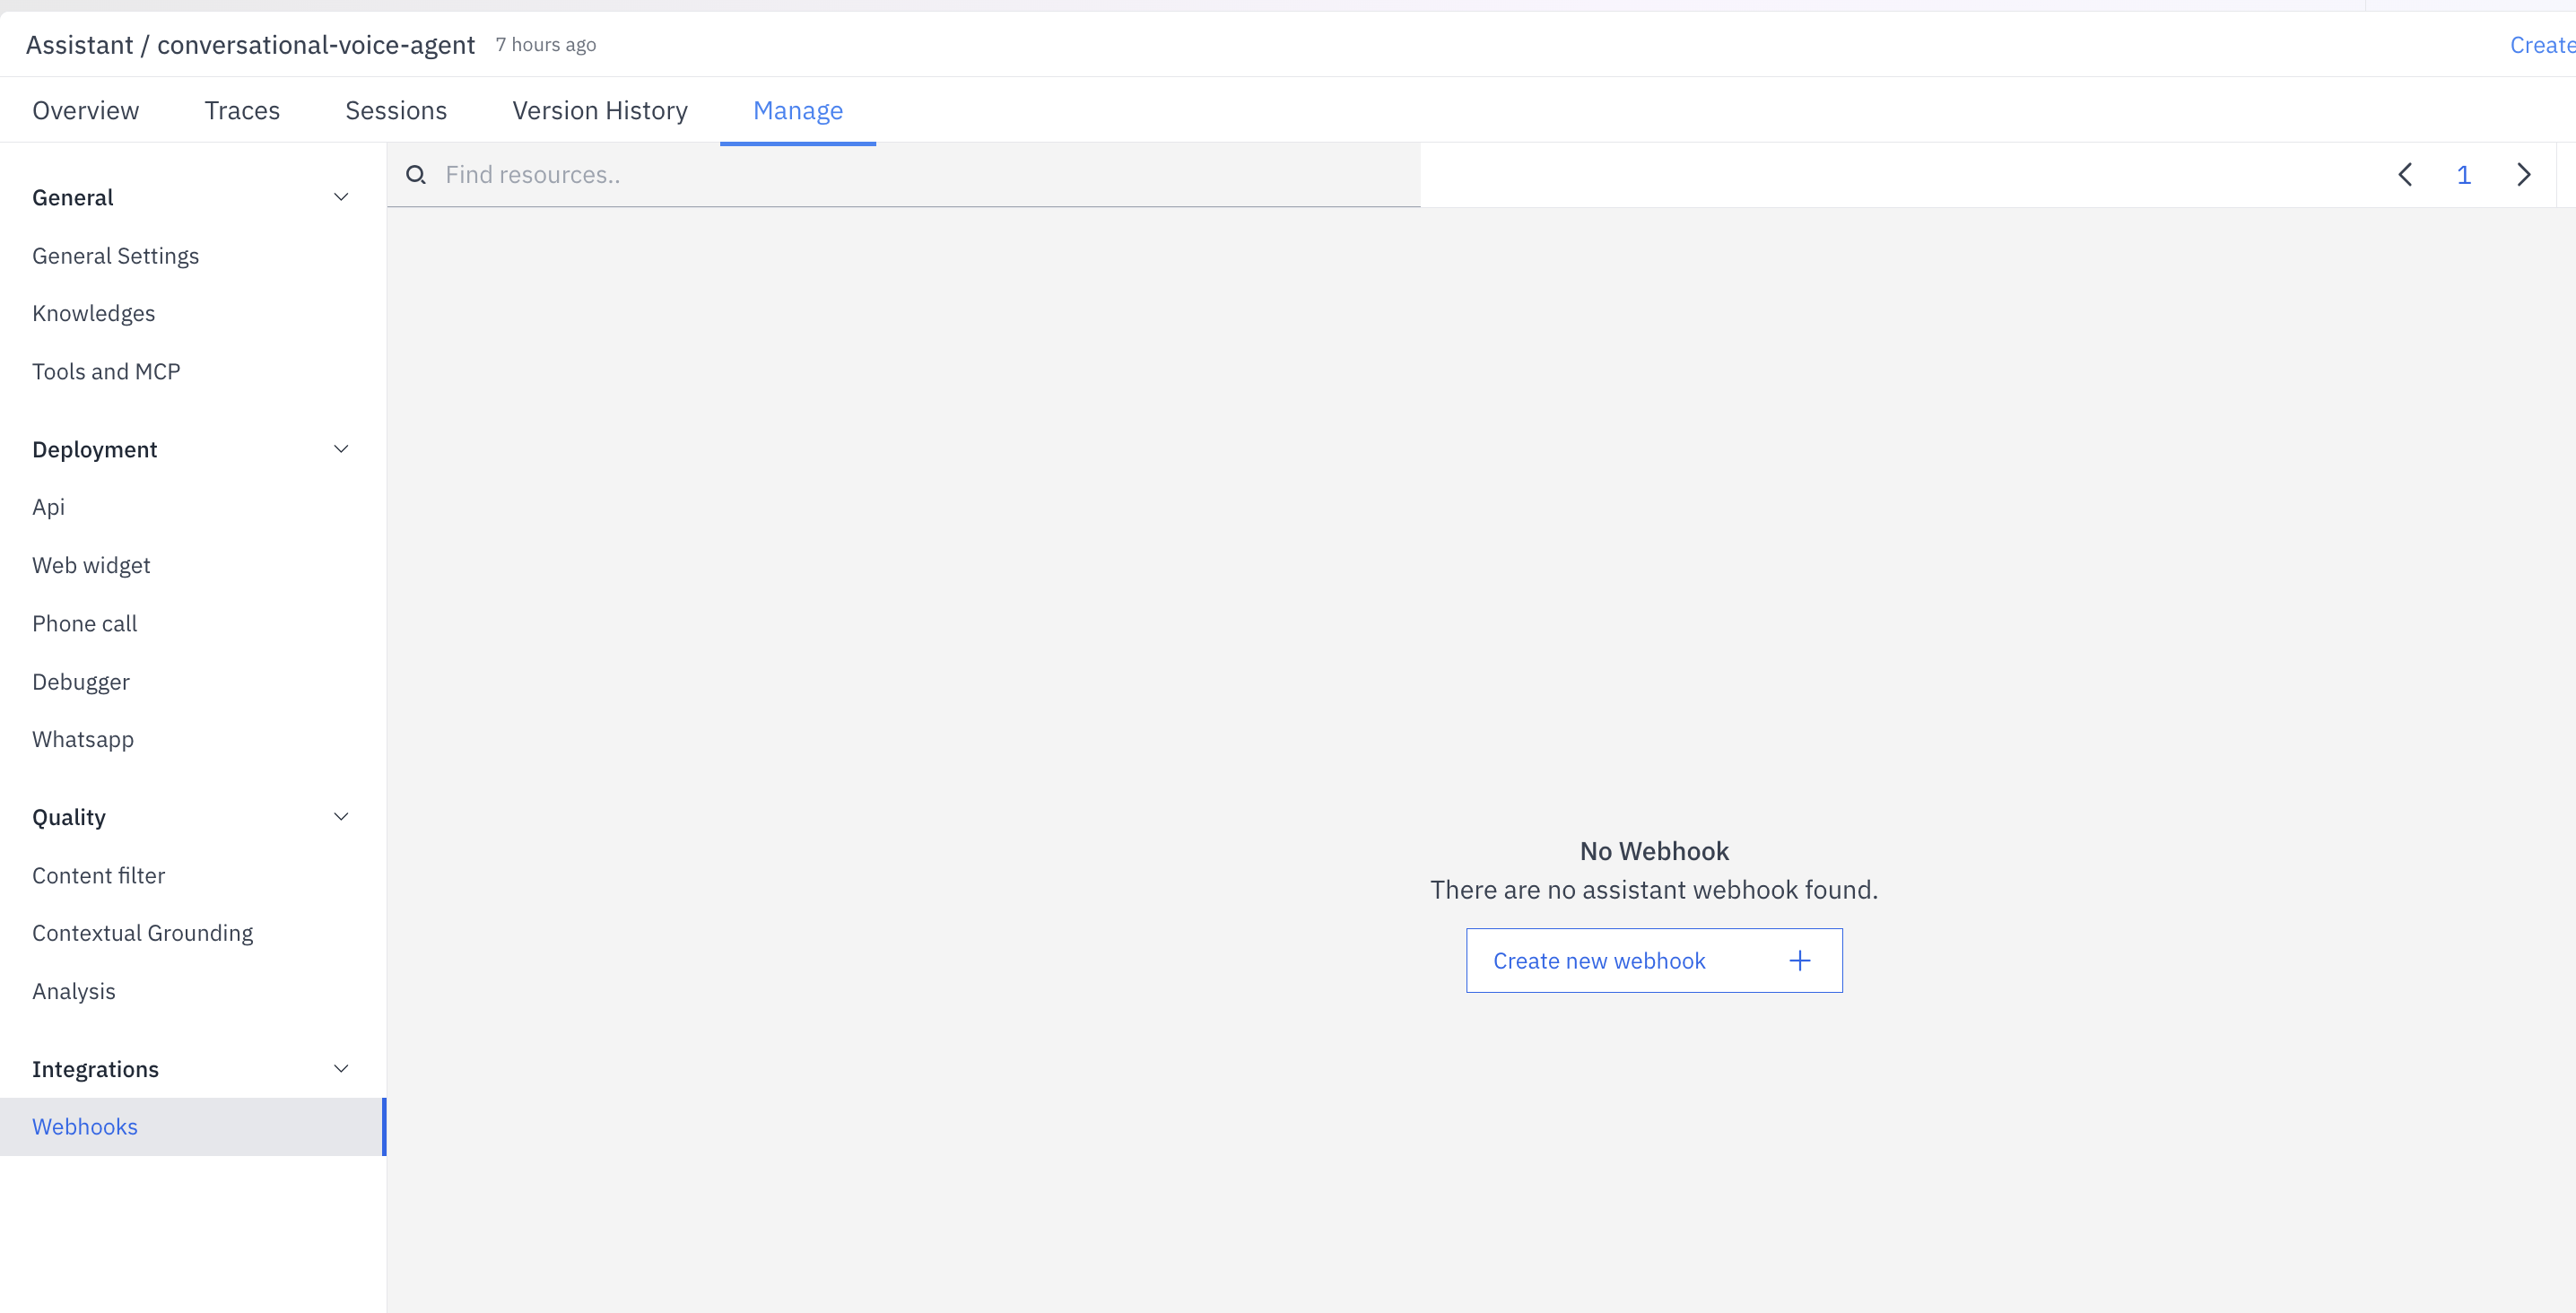 Assistant / conversational-voice-agent 7 hours ago
Create
Overview Traces Sessions Version History Manage
General
General Settings
Knowledges
Tools and MCP
Deployment
Api
Web widget
Phone call
Debugger
Whatsapp
Quality
Content filter
Contextual Grounding
Analysis
Integrations
Webhooks
Find resources..
1
No Webhook
There are no assistant webhook found.
Create new webhook